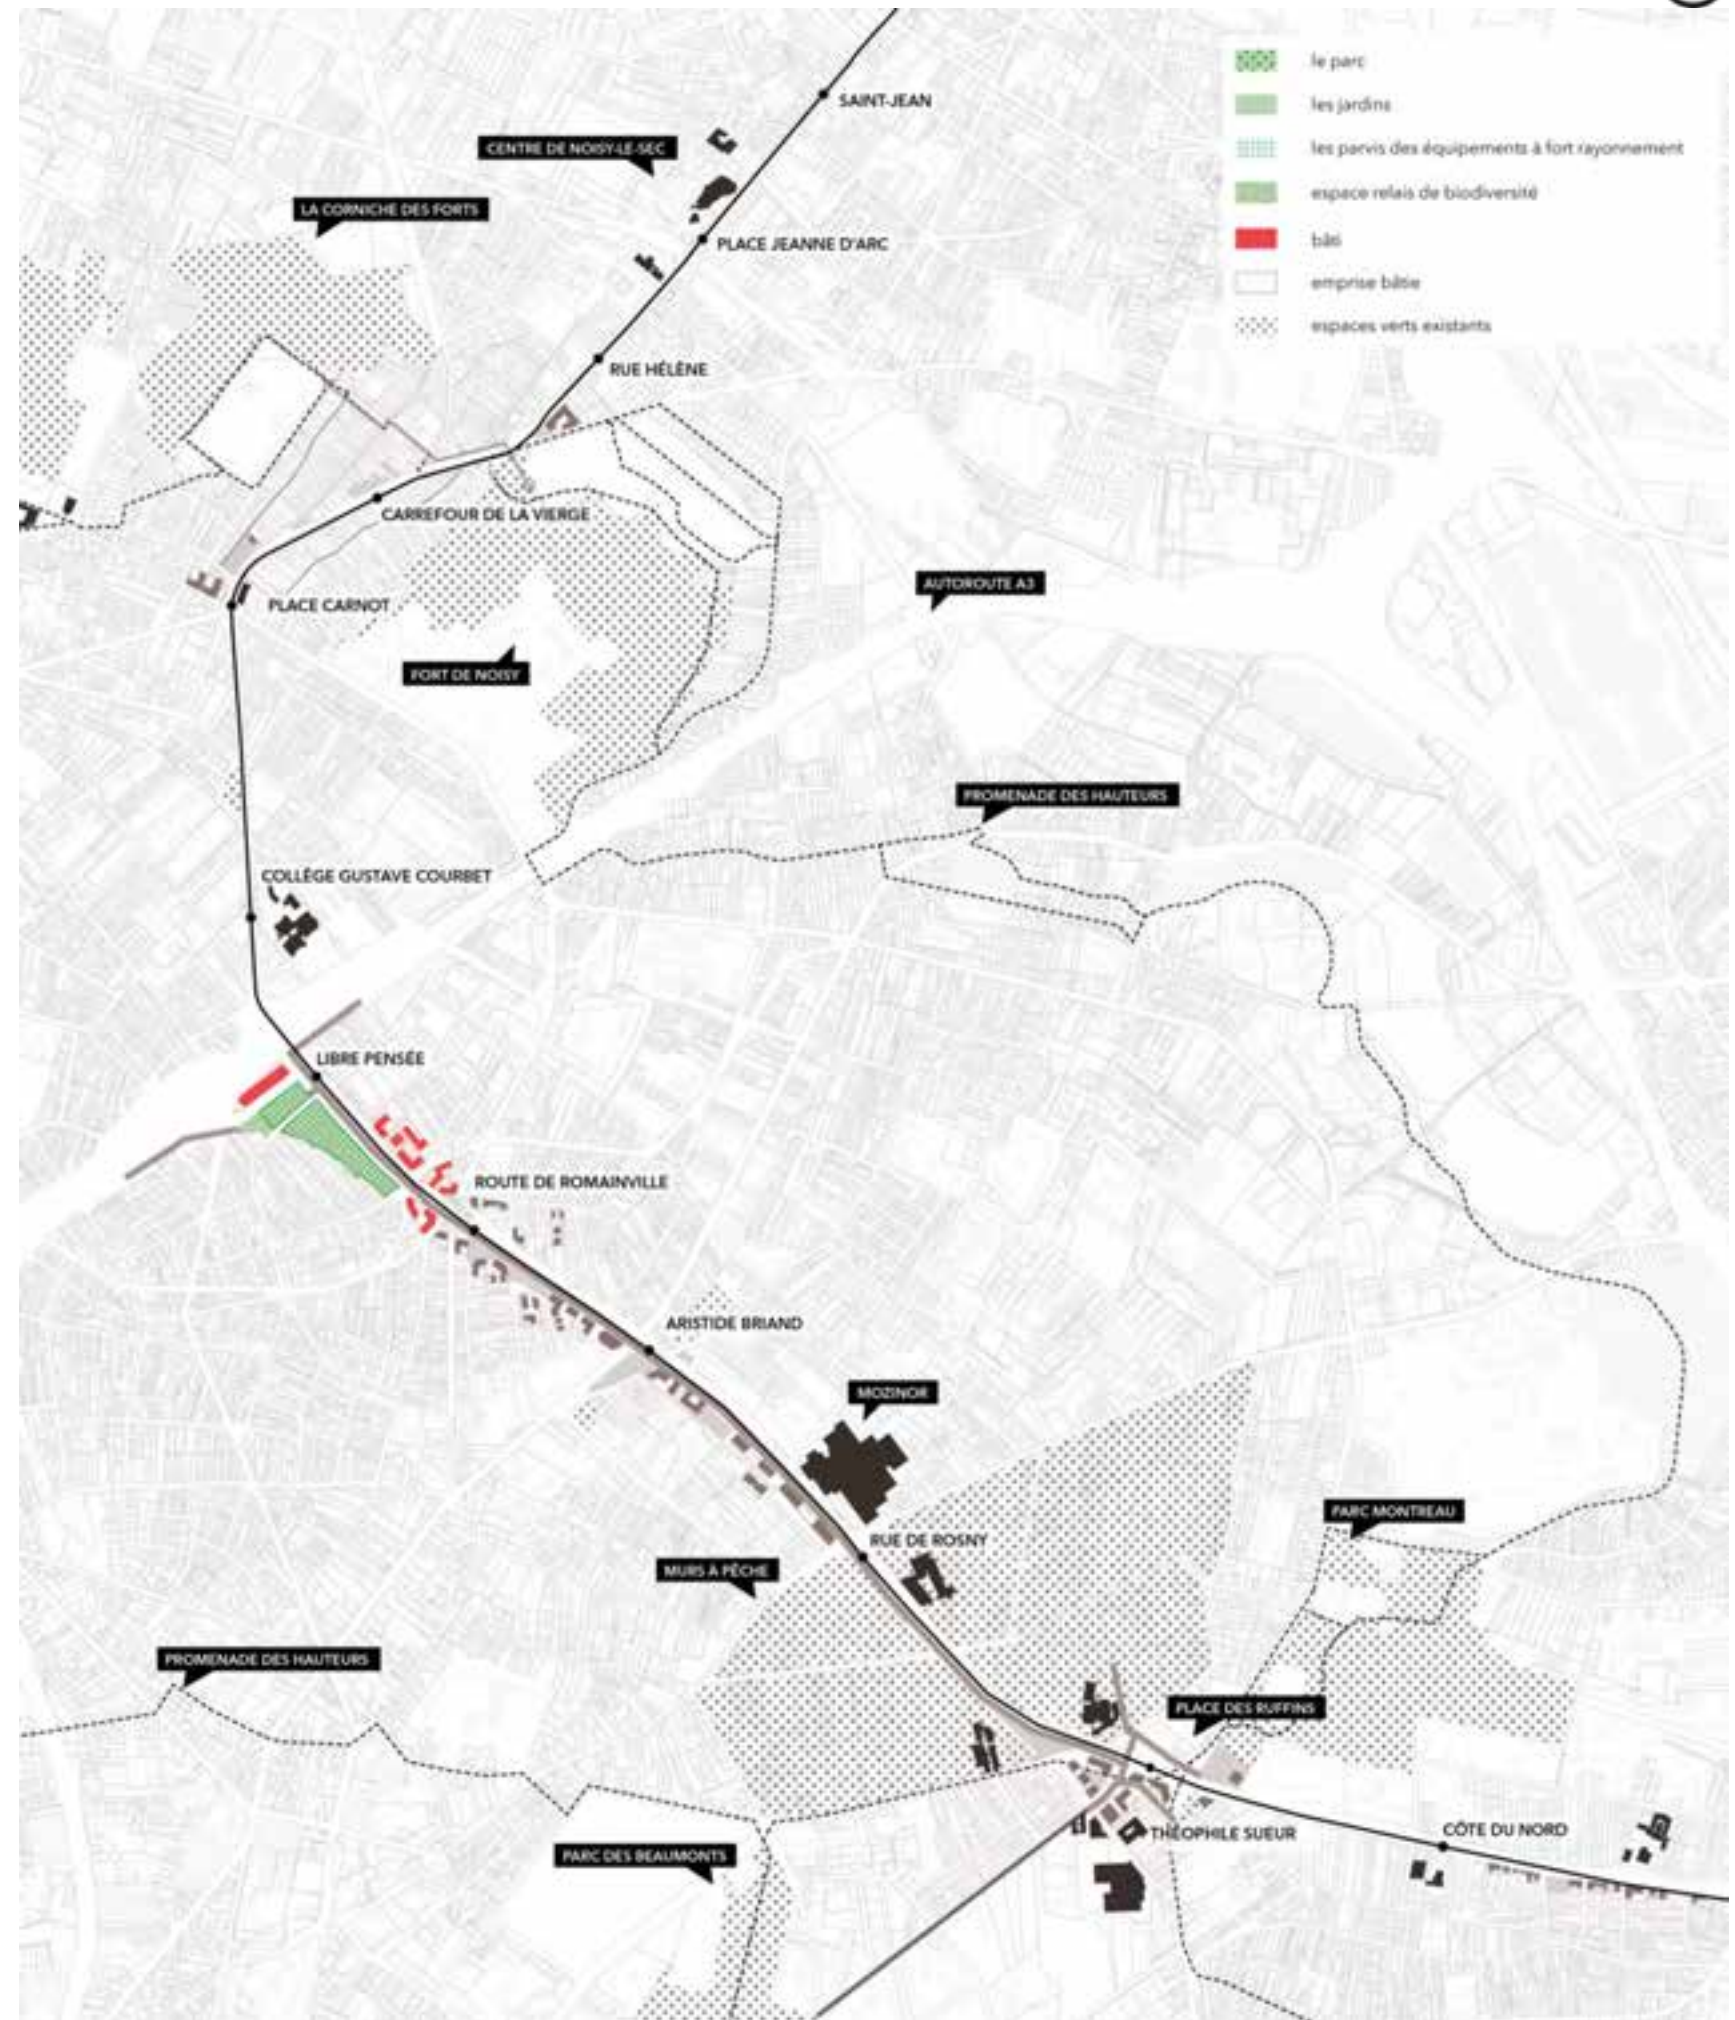 le parc
les jardins
les parvis des équipements à fort rayonnement
espace relais de biodiversité
bâti
emprise bâtie
espaces verts existants
SAINT-JEAN
CENTRE DE NOISY-LE-SEC
LA CORNICHE DES FORTS
PLACE JEANNE D'ARC
RUE HÉLÈNE
CARREFOUR DE LA VIERGE
AUTOROUTE A3
PLACE CARNOT
FORT DE NOISY
PROMENADE DES HAUTEURS
COLLÈGE GUSTAVE COURBET
LIBRE PENSÉE
ROUTE DE ROMAINVILLE
ARISTIDE BRIAND
MOZINOR
PARC MONTREAU
RUE DE ROSNY
MURS À PÊCHE
PROMENADE DES HAUTEURS
PLACE DES RUFFINS
THÉOPHILE SUEUR
CÔTE DU NORD
PARC DES BEAUMONTS